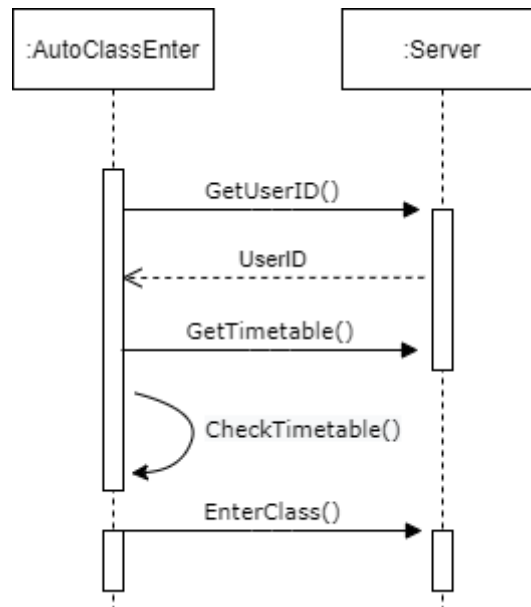 :AutoClassEnter
:Server
GetUserID()
UserID
GetTimetable()
CheckTimetable()
EnterClass()